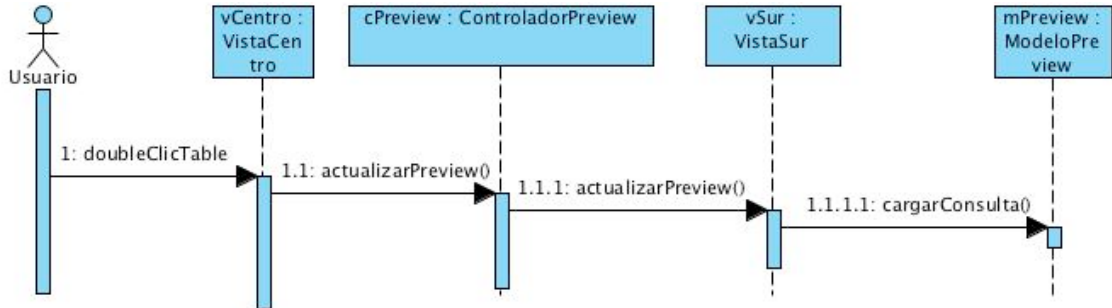 vCentro :
VistaCen
tro
cPreview : ControladorPreview
vSur :
VistaSur
mPreview :
ModeloPre
view
Usuario
1: doubleClicTable
1.1: actualizarPreview()
1.1.1: actualizarPreview()
1.1.1.1: cargarConsulta()